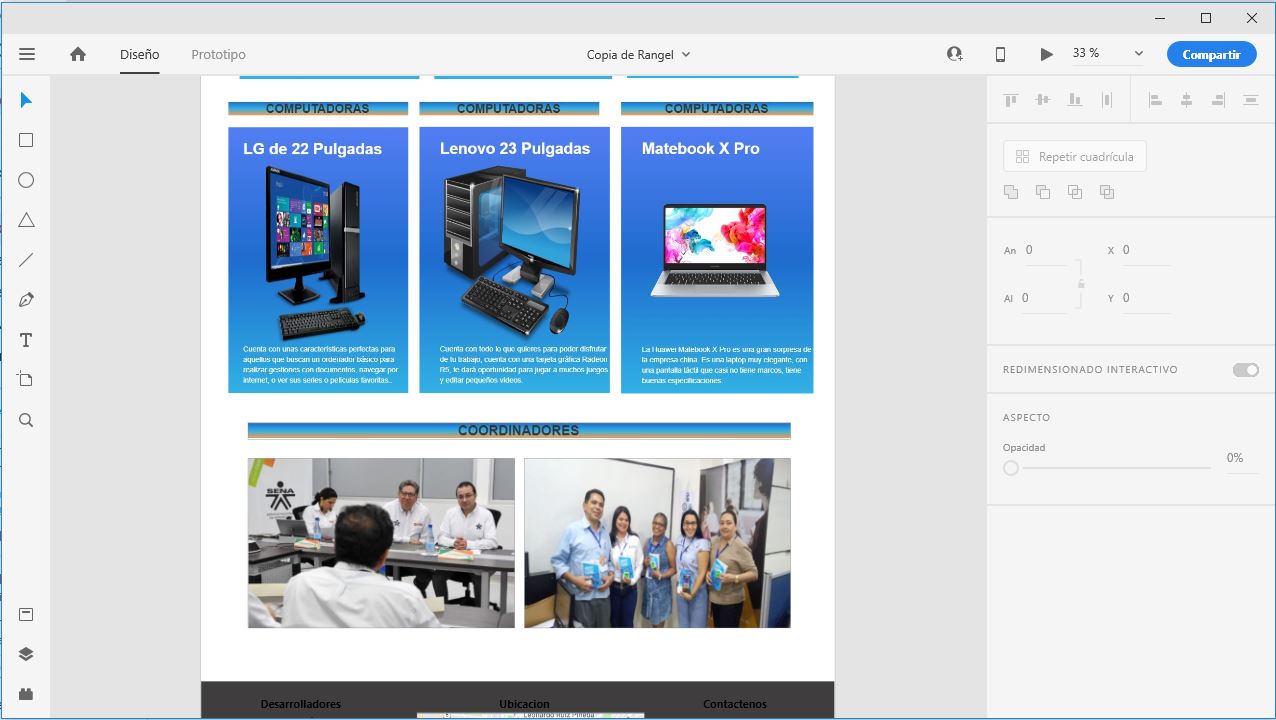 Diseño
Prototipo
Copia de Rangel
33 %
Compartir
COMPUTADORAS
COMPUTADORAS
COMPUTADORAS
LG de 22 Pulgadas
Lenovo 23 Pulgadas
Matebook X Pro
Cuenta con unas características perfectas para
aquellos que buscan un ordenador básico para
realizar gestiones con documentos, navegar por
internet, o ver sus series o películas favoritas..
Cuenta con todo lo que quieres para poder disfrutar
de tu trabajo, cuenta con una tarjeta gráfica Radeon
R5, te dará oportunidad para jugar a muchos juegos
y editar pequeños vídeos.
La Huawei Matebook X Pro es una gran sorpresa de
la empresa china. Es una laptop muy elegante, con
una pantalla táctil que casi no tiene marcos, tiene
buenas especificaciones.
COORDINADORES
SENA
Desarrolladores
Ubicacion
Contactenos
Leonardo Ruiz Pineda
Repetir cuadrícula
An 0
X 0
Al 0
Y 0
REDIMENSIONADO INTERACTIVO
ASPECTO
Opacidad
0%